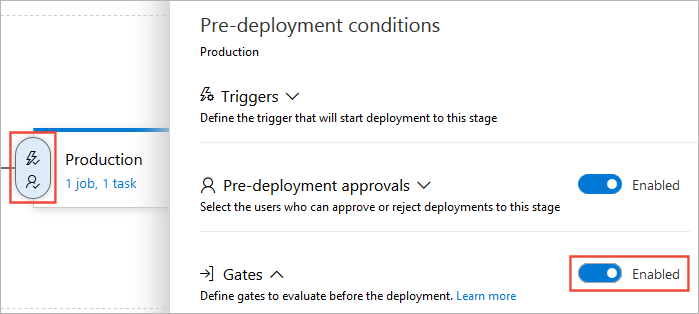 Pre-deployment conditions
Production
Triggers
Define the trigger that will start deployment to this stage
Production
1 job, 1 task
Pre-deployment approvals
Enabled
Select the users who can approve or reject deployments to this stage
Gates
Enabled
Define gates to evaluate before the deployment. Learn more